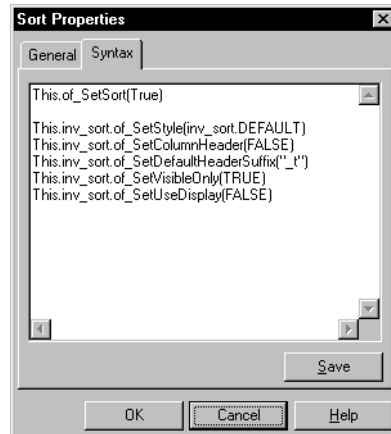 Sort Properties
General Syntax
This.of_SetSort(True)
This.inv_sort.of_SetStyle(inv_sort.DEFAULT)
This.inv_sort.of_SetColumnHeader(FALSE)
This.inv_sort.of_SetDefaultHeaderSuffix("_t")
This.inv_sort.of_SetVisibleOnly(TRUE)
This.inv_sort.of_SetUseDisplay(FALSE)
Save
OK Cancel Help